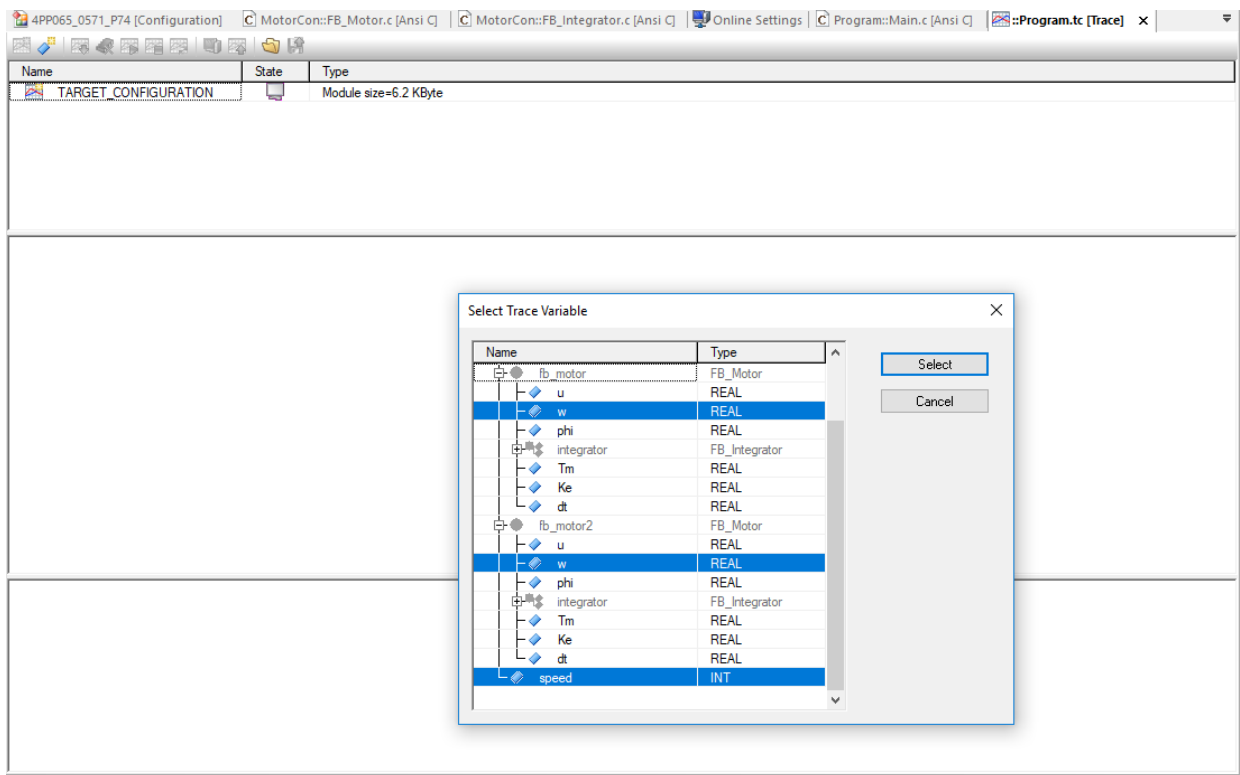 4PP065_0571_P74 [Configuration] MotorCon::FB_Motor.c [Ansi C] MotorCon::FB_Integrator.c [Ansi C] Online Settings Program::Main.c [Ansi C] ::Program.tc [Trace] x
Name State Type
TARGET_CONFIGURATION Module size=6.2 KByte
Select Trace Variable
Name Type
Select
fb_motor FB_Motor
u REAL
Cancel
w REAL
phi REAL
integrator FB_Integrator
Tm REAL
Ke REAL
dt REAL
fb_motor2 FB_Motor
u REAL
w REAL
phi REAL
integrator FB_Integrator
Tm REAL
Ke REAL
dt REAL
speed INT